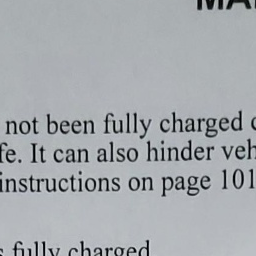 MA
not been fully charged
fe. It can also hinder veh
instructions on page 101
fully charged